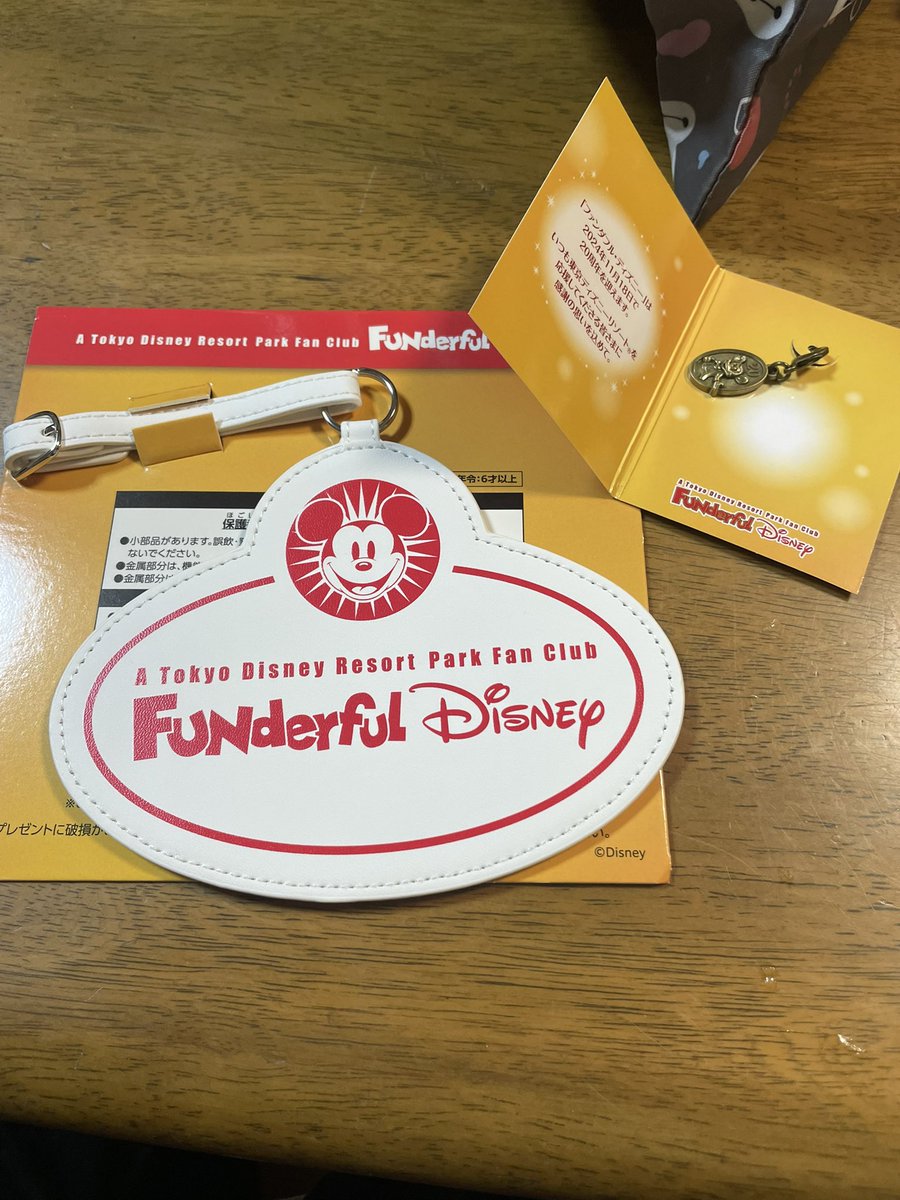 A Tokyo Disney Resort Park Fan Club FUNderful
「ファンダフル・ディズニー」は
2024年11月18日で
20周年を迎えます。
いつも東京ディズニーリゾート®を
応援してくださる皆さまに
感謝の思いを込めて。
A Tokyo Disney Resort Park Fan Club
FUNderful Disney
令:6才以上
ほご
保護
●小部品があります。誤飲・
ないでください。
●金属部分は、機
●金属部分に
A Tokyo Disney Resort Park Fan Club
FUNderful Disney
プレゼントに破損が
い。
©Disney